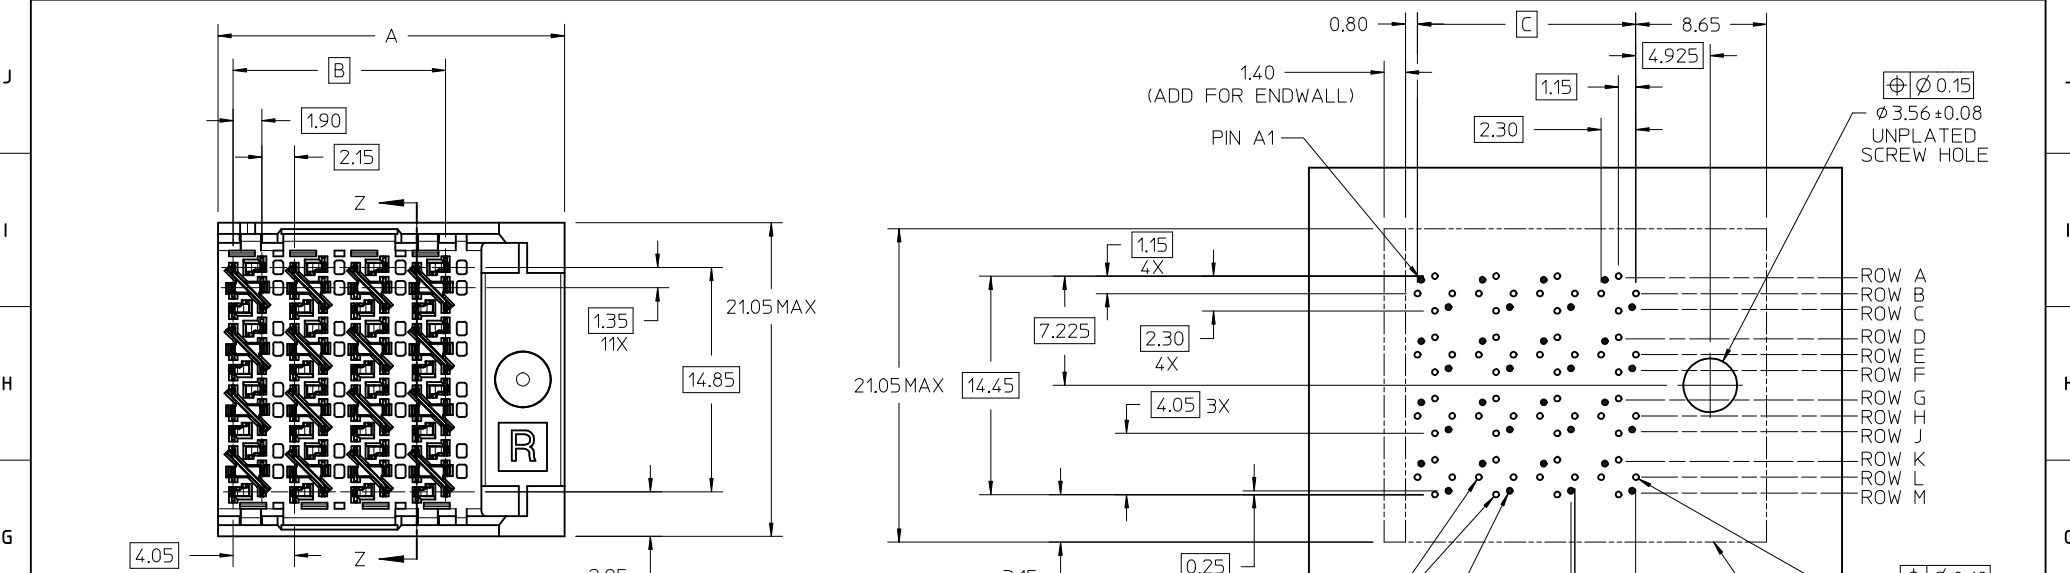 A
B
1.90
2.15
Z
21.05 MAX
1.35
11X
14.85
R
4.05
Z
0.80
C
8.65
4.925
1.40
(ADD FOR ENDWALL)
1.15
⌖ Ø 0.15
Ø 3.56 ±0.08
UNPLATED
SCREW HOLE
PIN A1
2.30
1.15
4X
7.225
2.30
4X
21.05 MAX
14.45
4.05 3X
0.25
ROW A
ROW B
ROW C
ROW D
ROW E
ROW F
ROW G
ROW H
ROW J
ROW K
ROW L
ROW M
J
I
H
G
I